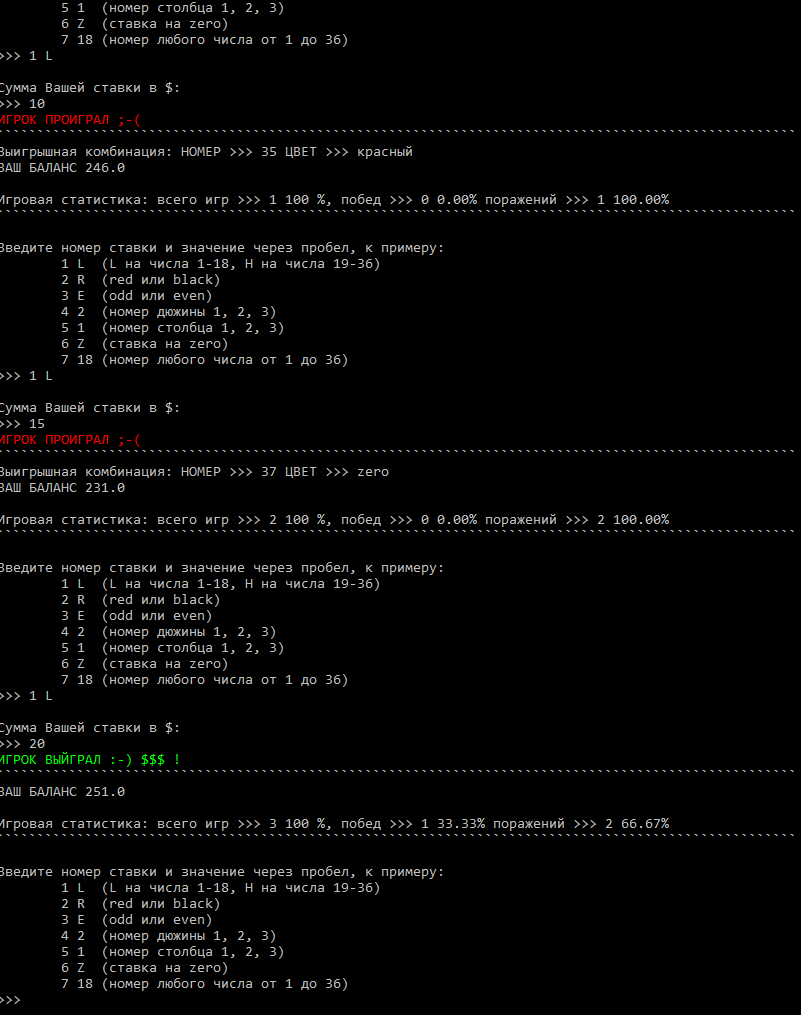 5 1 (номер столбца 1, 2, 3)
6 Z (ставка на zero)
7 18 (номер любого числа от 1 до 36)
>>> 1 L
Сумма Вашей ставки в $:
>>> 10
ИГРОК ПРОИГРАЛ ;-(
Выигрышная комбинация: НОМЕР >>> 35 ЦВЕТ >>> красный
ВАШ БАЛАНС 246.0
Игровая статистика: всего игр >>> 1 100 %, побед >>> 0 0.00% поражений >>> 1 100.00%
Введите номер ставки и значение через пробел, к примеру:
1 L (L на числа 1-18, H на числа 19-36)
2 R (red или black)
3 E (odd или even)
4 2 (номер дюжины 1, 2, 3)
5 1 (номер столбца 1, 2, 3)
6 Z (ставка на zero)
7 18 (номер любого числа от 1 до 36)
>>> 1 L
Сумма Вашей ставки в $:
>>> 15
ИГРОК ПРОИГРАЛ ;-(
Выигрышная комбинация: НОМЕР >>> 37 ЦВЕТ >>> zero
ВАШ БАЛАНС 231.0
Игровая статистика: всего игр >>> 2 100 %, побед >>> 0 0.00% поражений >>> 2 100.00%
Введите номер ставки и значение через пробел, к примеру:
1 L (L на числа 1-18, H на числа 19-36)
2 R (red или black)
3 E (odd или even)
4 2 (номер дюжины 1, 2, 3)
5 1 (номер столбца 1, 2, 3)
6 Z (ставка на zero)
7 18 (номер любого числа от 1 до 36)
>>> 1 L
Сумма Вашей ставки в $:
>>> 20
ИГРОК ВЫЙГРАЛ :-) $$$ !
ВАШ БАЛАНС 251.0
Игровая статистика: всего игр >>> 3 100 %, побед >>> 1 33.33% поражений >>> 2 66.67%
Введите номер ставки и значение через пробел, к примеру:
1 L (L на числа 1-18, H на числа 19-36)
2 R (red или black)
3 E (odd или even)
4 2 (номер дюжины 1, 2, 3)
5 1 (номер столбца 1, 2, 3)
6 Z (ставка на zero)
7 18 (номер любого числа от 1 до 36)
>>>